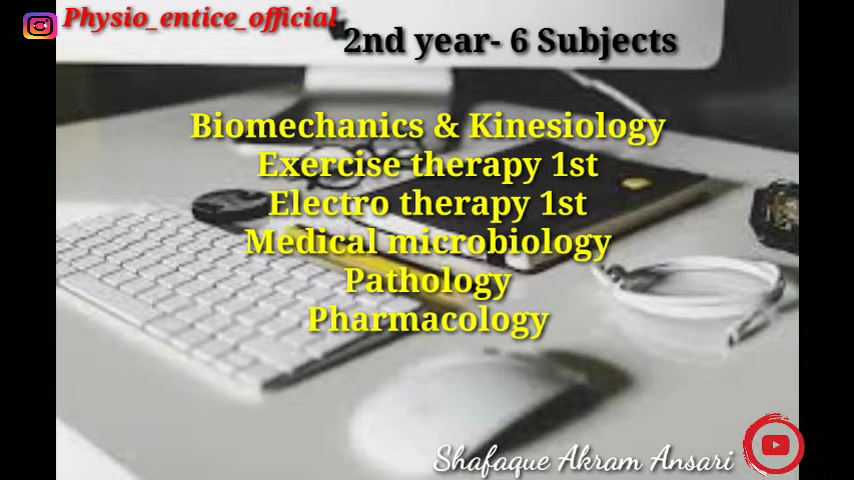 Physio_entice_official
2nd year- 6 Subjects
Biomechanics & Kinesiology
Exercise therapy 1st
Electro therapy 1st
Medical microbiology
Pathology
Pharmacology
Shafaque Akram Ansari